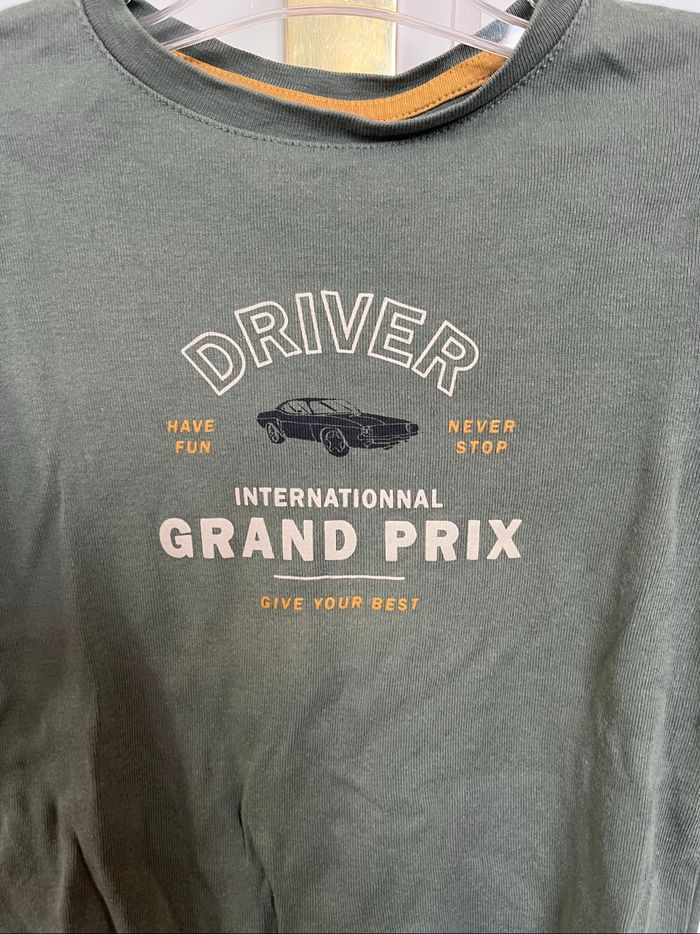 DRIVER
HAVE FUN
NEVER STOP
INTERNATIONNAL
GRAND PRIX
GIVE YOUR BEST